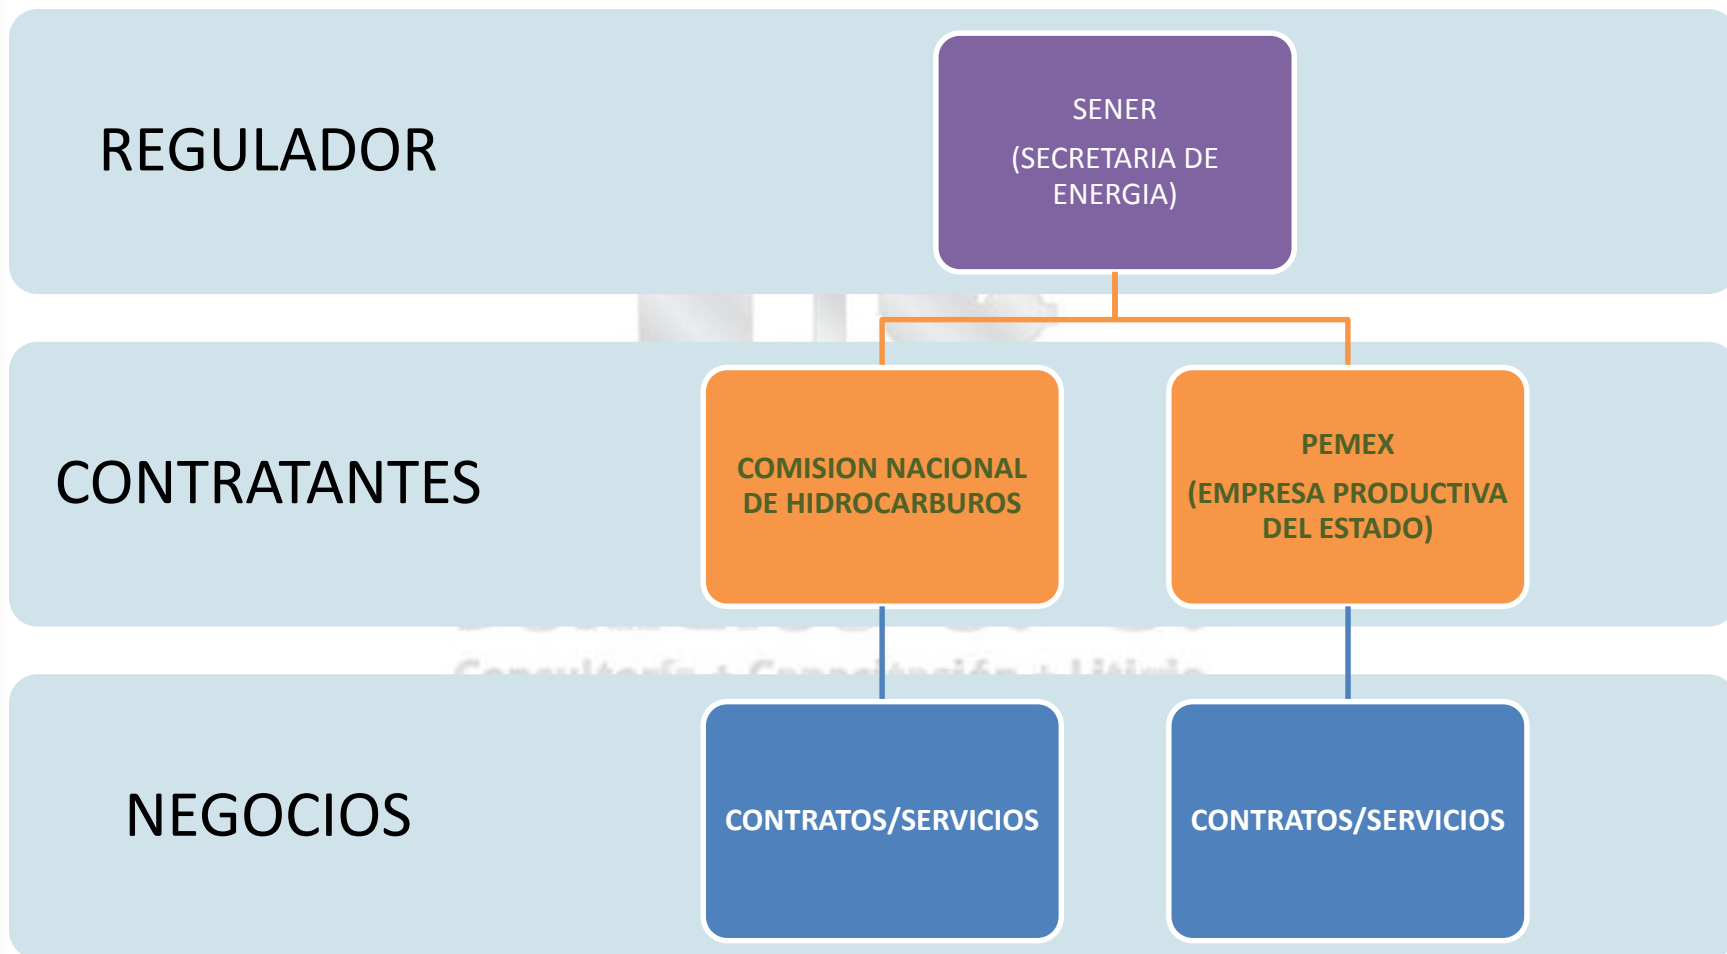 REGULADOR
SENER
(SECRETARIA DE
ENERGIA)
CONTRATANTES
COMISION NACIONAL
DE HIDROCARBUROS
PEMEX
(EMPRESA PRODUCTIVA
DEL ESTADO)
NEGOCIOS
CONTRATOS/SERVICIOS
CONTRATOS/SERVICIOS